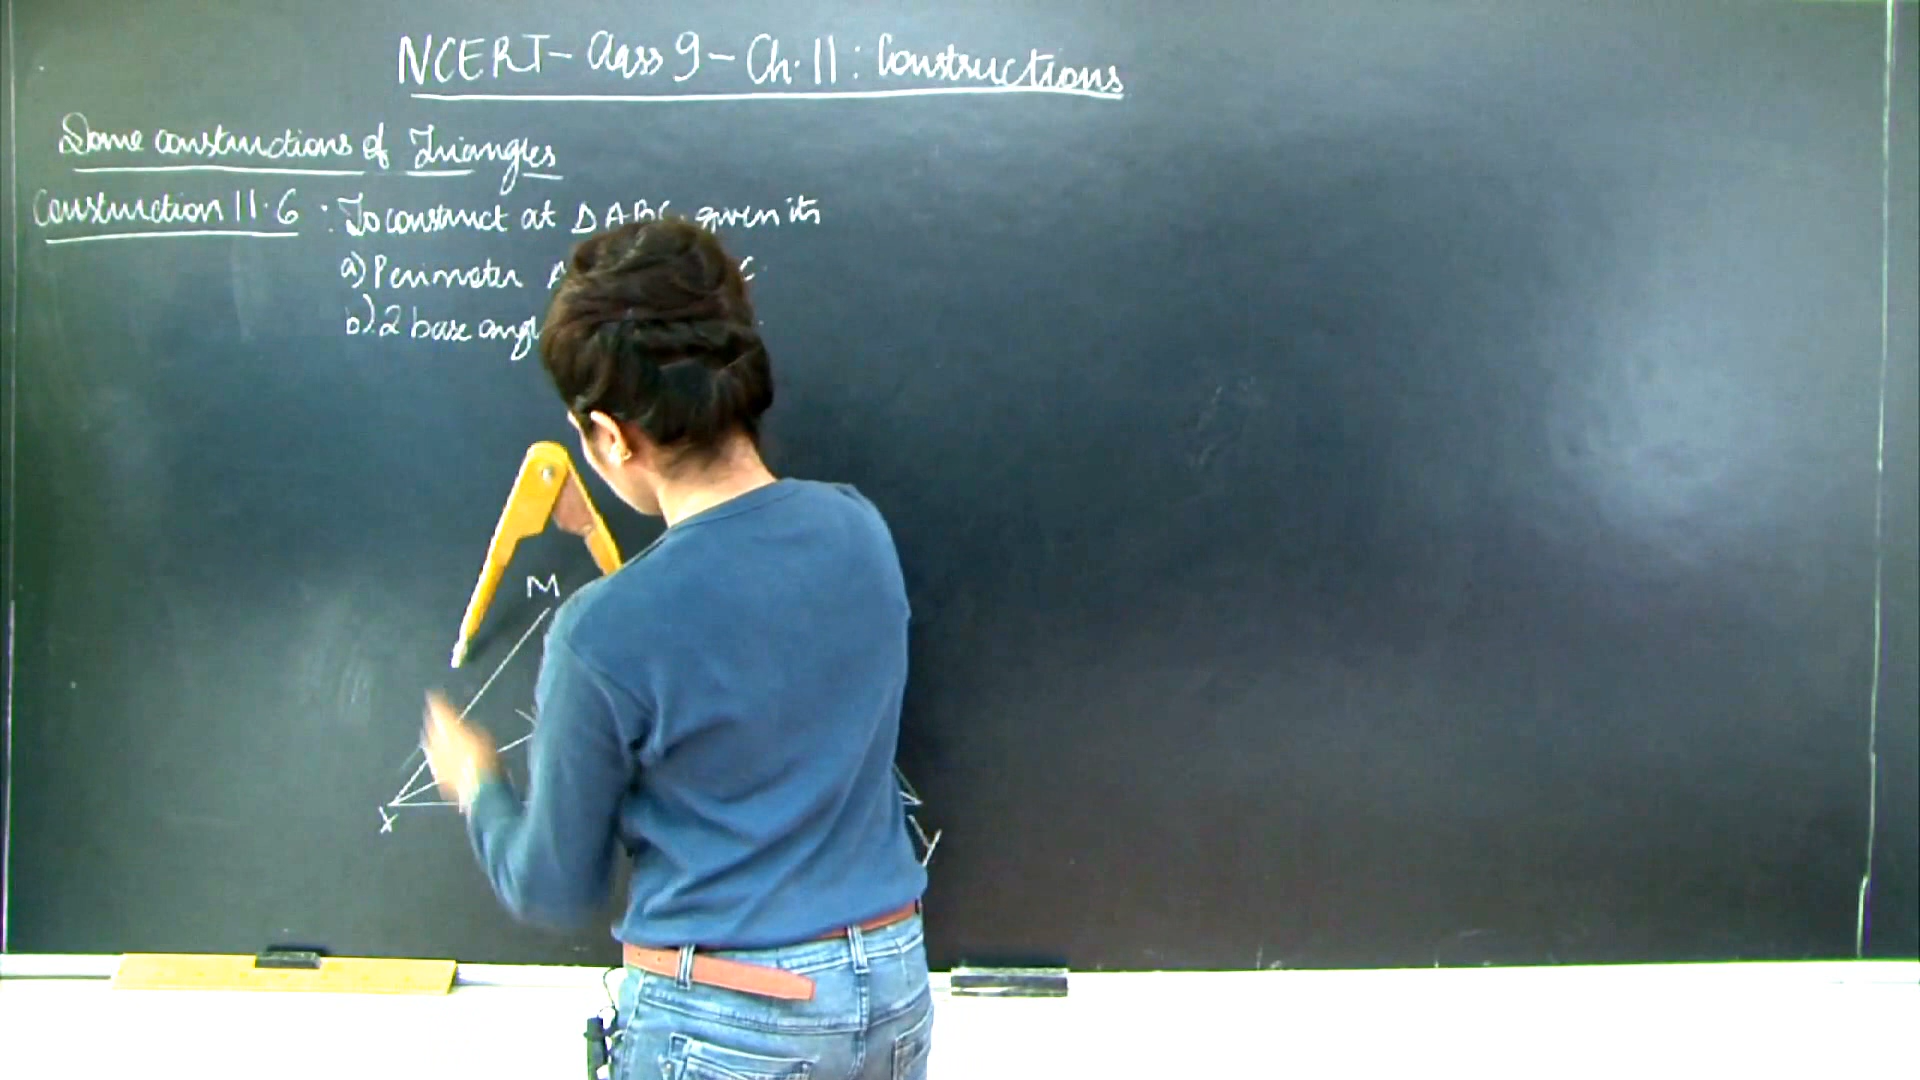 NCERT - Class 9 - Ch. 11 : Constructions
Some constructions of Triangles
Construction 11.6 : To construct at Δ ABC given its
a) Perimeter
b) 2 base
M
X
Y